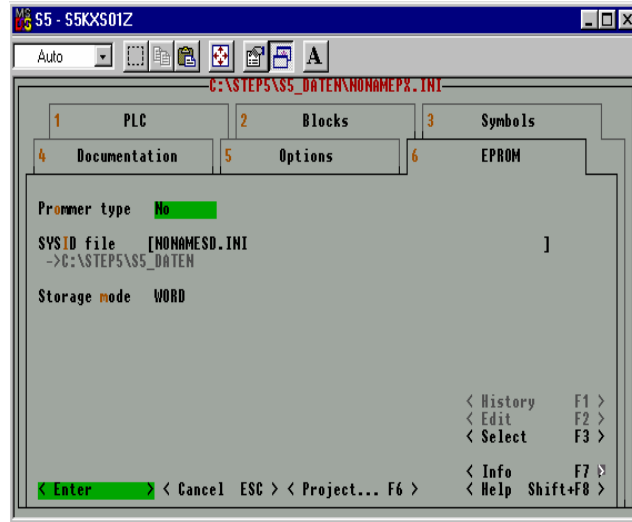 S5 - S5KXS01Z
Auto A
C:\STEP5\S5_DATEN\NONAMEPX.INI
1 PLC 2 Blocks 3 Symbols
4 Documentation 5 Options 6 EPROM
Prommer type No
SYSID file [NONAMESD.INI ]
->C:\STEP5\S5_DATEN
Storage mode WORD
< History F1 >
< Edit F2 >
< Select F3 >
< Info F7 >
< Enter > < Cancel ESC > < Project... F6 > < Help Shift+F8 >